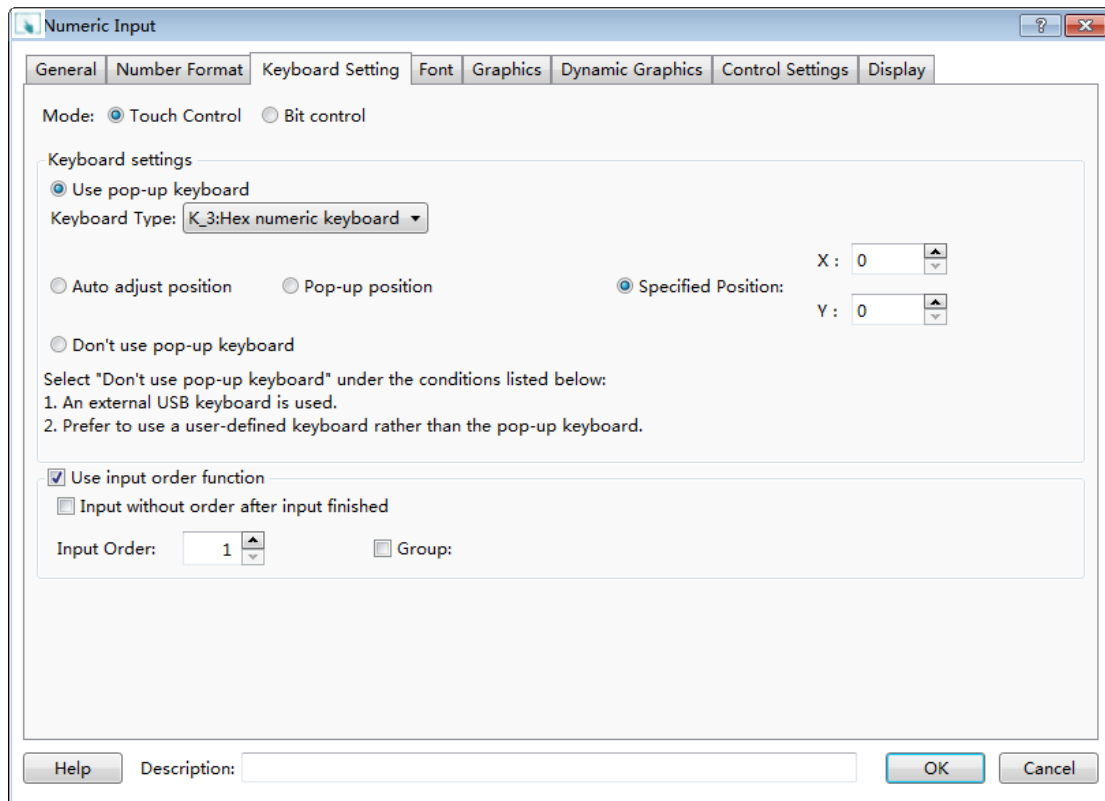 Numeric Input
General Number Format Keyboard Setting Font Graphics Dynamic Graphics Control Settings Display
Mode: Touch Control Bit control
Keyboard settings
Use pop-up keyboard
Keyboard Type: K_3:Hex numeric keyboard
X : 0
Auto adjust position Pop-up position Specified Position:
Y : 0
Don't use pop-up keyboard
Select "Don't use pop-up keyboard" under the conditions listed below:
1. An external USB keyboard is used.
2. Prefer to use a user-defined keyboard rather than the pop-up keyboard.
Use input order function
Input without order after input finished
Input Order: 1 Group:
Help Description: OK Cancel